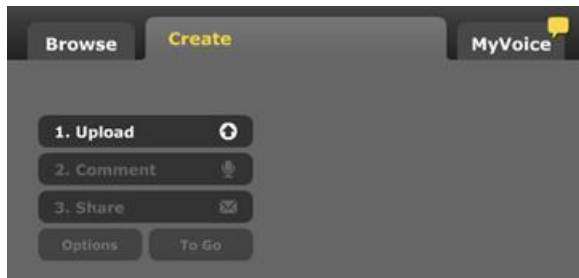 Browse Create MyVoice
1. Upload
2. Comment
3. Share
Options To Go